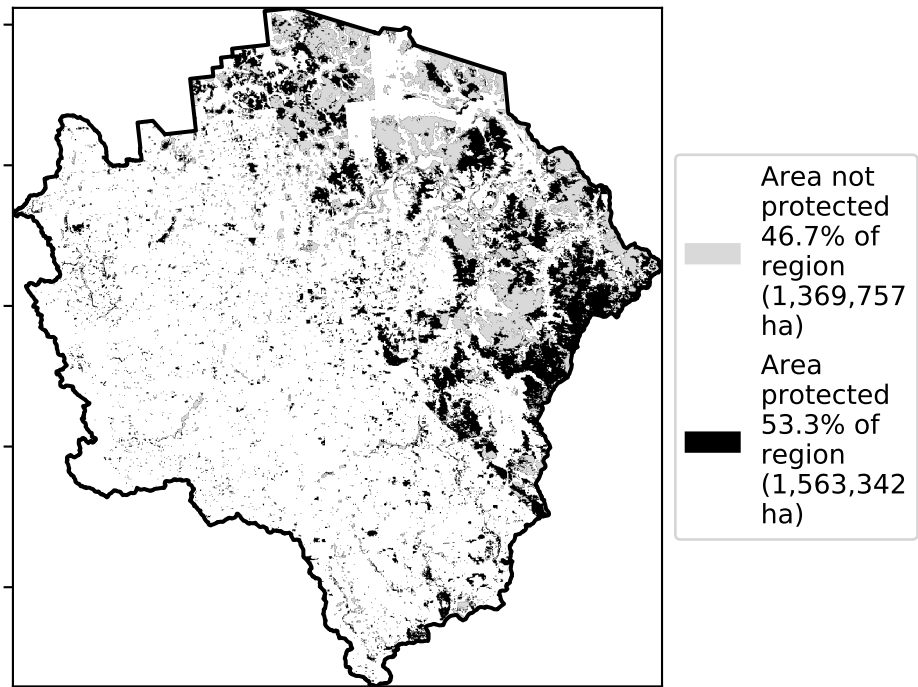 Area not
protected
46.7% of
region
(1,369,757
ha)
Area
protected
53.3% of
region
(1,563,342
ha)